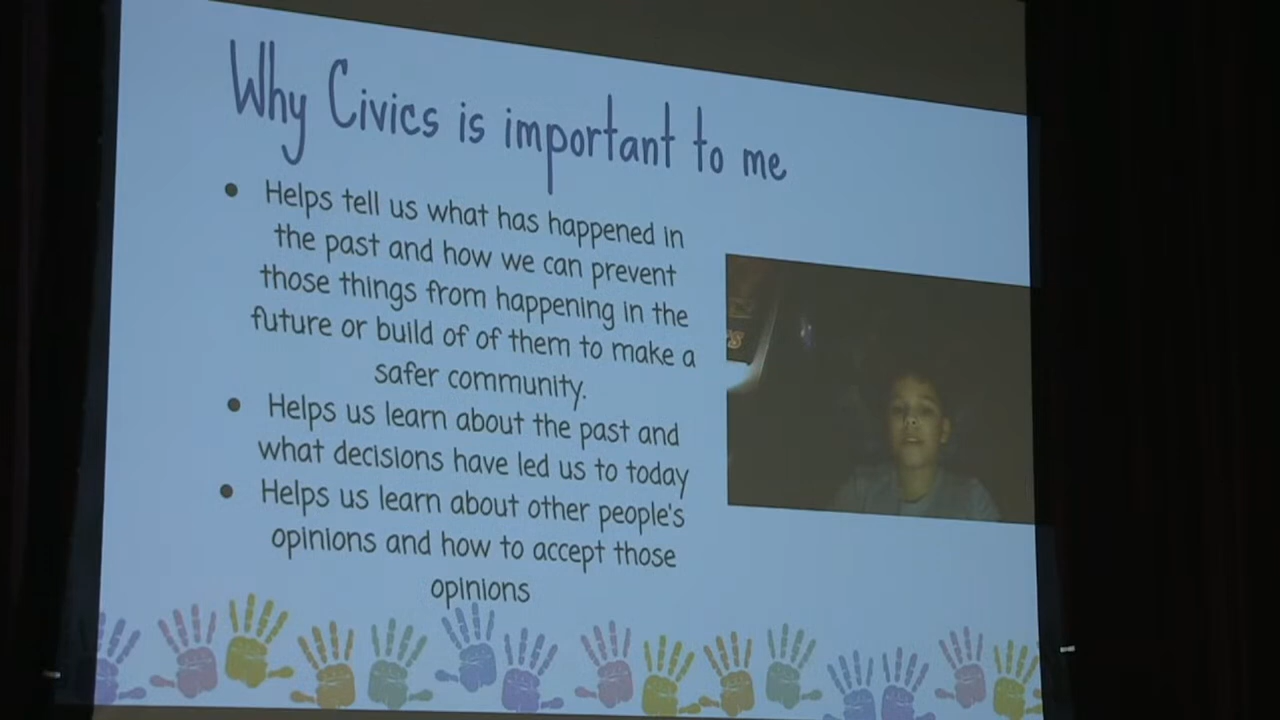 Why Civics is important to me
● Helps tell us what has happened in
the past and how we can prevent
those things from happening in the
future or build of of them to make a
safer community.
● Helps us learn about the past and
what decisions have led us to today
● Helps us learn about other people's
opinions and how to accept those
opinions